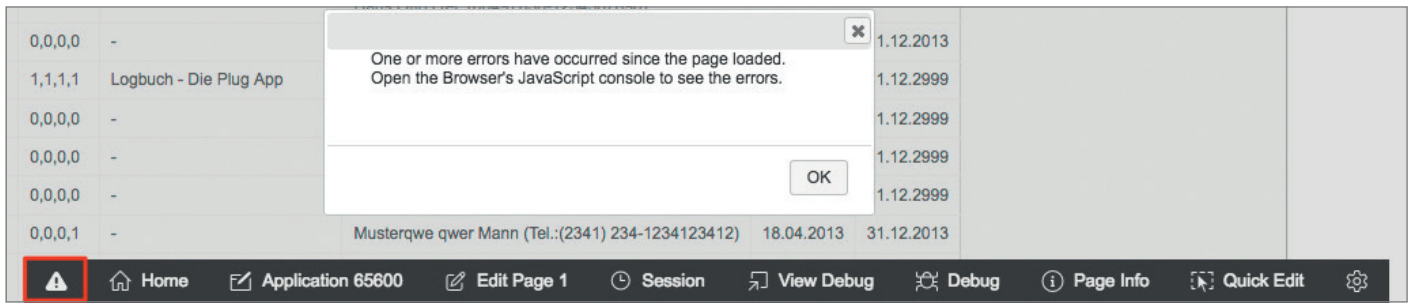 0,0,0,0 - 1.12.2013
One or more errors have occurred since the page loaded.
1,1,1,1 Logbuch - Die Plug App 1.12.2999
Open the Browser's JavaScript console to see the errors.
0,0,0,0 - 1.12.2999
0,0,0,0 - 1.12.2999
OK
0,0,0,0 - 1.12.2999
0,0,0,1 - Musterqwe qwer Mann (Tel.:(2341) 234-1234123412) 18.04.2013 31.12.2013
Home Application 65600 Edit Page 1 Session View Debug Debug Page Info Quick Edit